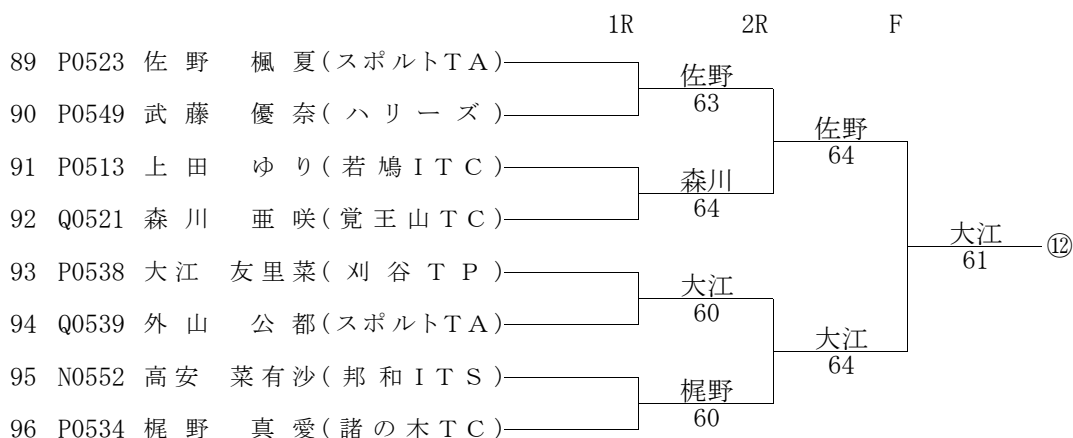 1R 2R F
89 P0523 佐野 楓夏(スポルトTA)
佐野
63
90 P0549 武藤 優奈(ハリーズ)
佐野
64
91 P0513 上田 ゆり(若鳩ITC)
森川
64
92 Q0521 森川 亜咲(覚王山TC)
大江 ⑫
61
93 P0538 大江 友里菜(刈谷TP)
大江
60
94 Q0539 外山 公都(スポルトTA)
大江
64
95 N0552 高安 菜有沙(邦和ITS)
梶野
60
96 P0534 梶野 真愛(諸の木TC)